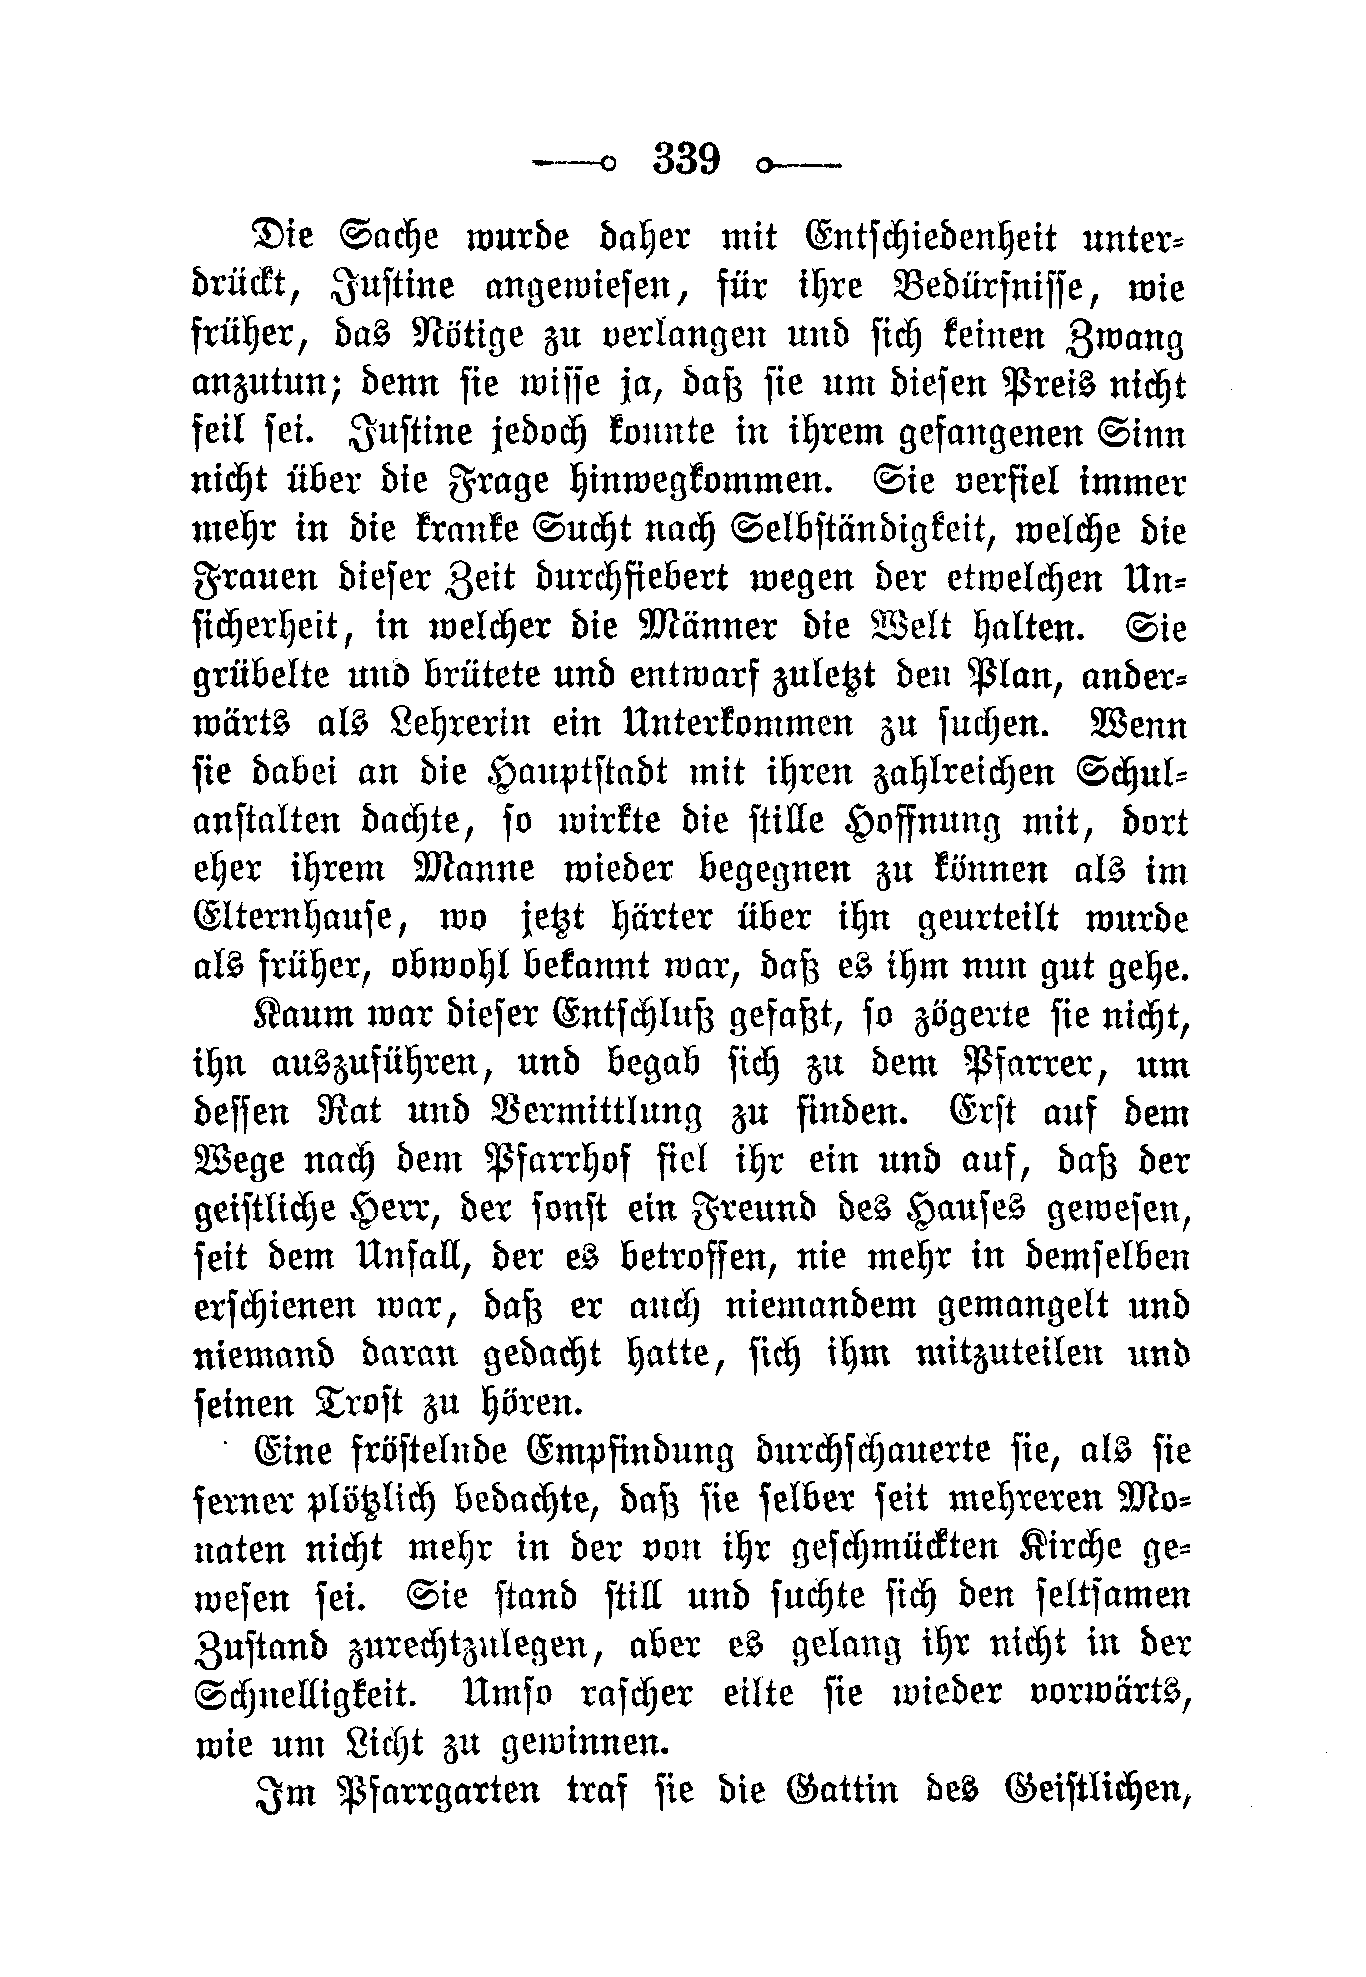 339
Die Sache wurde daher mit Entschiedenheit unter-
drückt, Justine angewiesen, für ihre Bedürfnisse, wie
früher, das Nötige zu verlangen und sich keinen Zwang
anzutun; denn sie wisse ja, daß sie um diesen Preis nicht
feil sei. Justine jedoch konnte in ihrem gefangenen Sinn
nicht über die Frage hinwegkommen. Sie verfiel immer
mehr in die kranke Sucht nach Selbständigkeit, welche die
Frauen dieser Zeit durchfiebert wegen der etwelchen Un-
sicherheit, in welcher die Männer die Welt halten. Sie
grübelte und brütete und entwarf zuletzt den Plan, ander-
wärts als Lehrerin ein Unterkommen zu suchen. Wenn
sie dabei an die Hauptstadt mit ihren zahlreichen Schul-
anstalten dachte, so wirkte die stille Hoffnung mit, dort
eher ihrem Manne wieder begegnen zu können als im
Elternhause, wo jetzt härter über ihn geurteilt wurde
als früher, obwohl bekannt war, daß es ihm nun gut gehe.
Kaum war dieser Entschluß gefaßt, so zögerte sie nicht,
ihn auszuführen, und begab sich zu dem Pfarrer, um
dessen Rat und Vermittlung zu finden. Erst auf dem
Wege nach dem Pfarrhof fiel ihr ein und auf, daß der
geistliche Herr, der sonst ein Freund des Hauses gewesen,
seit dem Unfall, der es betroffen, nie mehr in demselben
erschienen war, daß er auch niemandem gemangelt und
niemand daran gedacht hatte, sich ihm mitzuteilen und
seinen Trost zu hören.
Eine fröstelnde Empfindung durchschauerte sie, als sie
ferner plötzlich bedachte, daß sie selber seit mehreren Mo-
naten nicht mehr in der von ihr geschmückten Kirche ge-
wesen sei. Sie stand still und suchte sich den seltsamen
Zustand zurechtzulegen, aber es gelang ihr nicht in der
Schnelligkeit. Umso rascher eilte sie wieder vorwärts,
wie um Licht zu gewinnen.
Im Pfarrgarten traf sie die Gattin des Geistlichen,